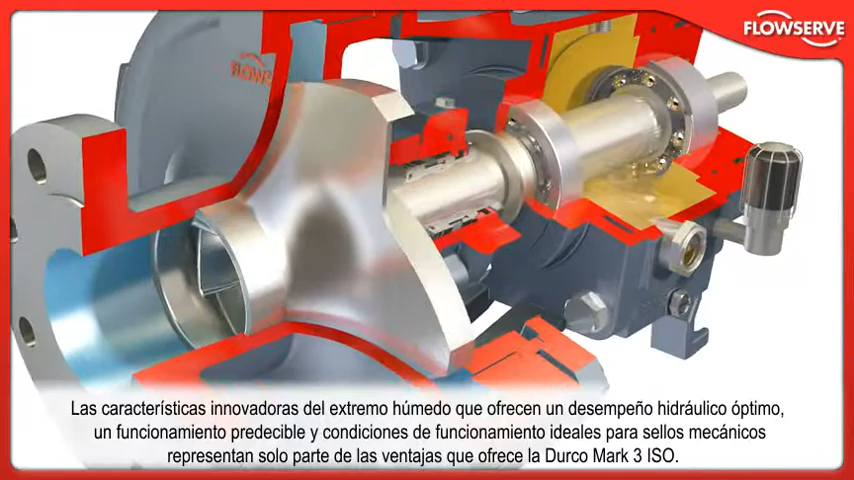 FLOWSERVE
FLOWS
Las características innovadoras del extremo húmedo que ofrecen un desempeño hidráulico óptimo,
un funcionamiento predecible y condiciones de funcionamiento ideales para sellos mecánicos
representan solo parte de las ventajas que ofrece la Durco Mark 3 ISO.